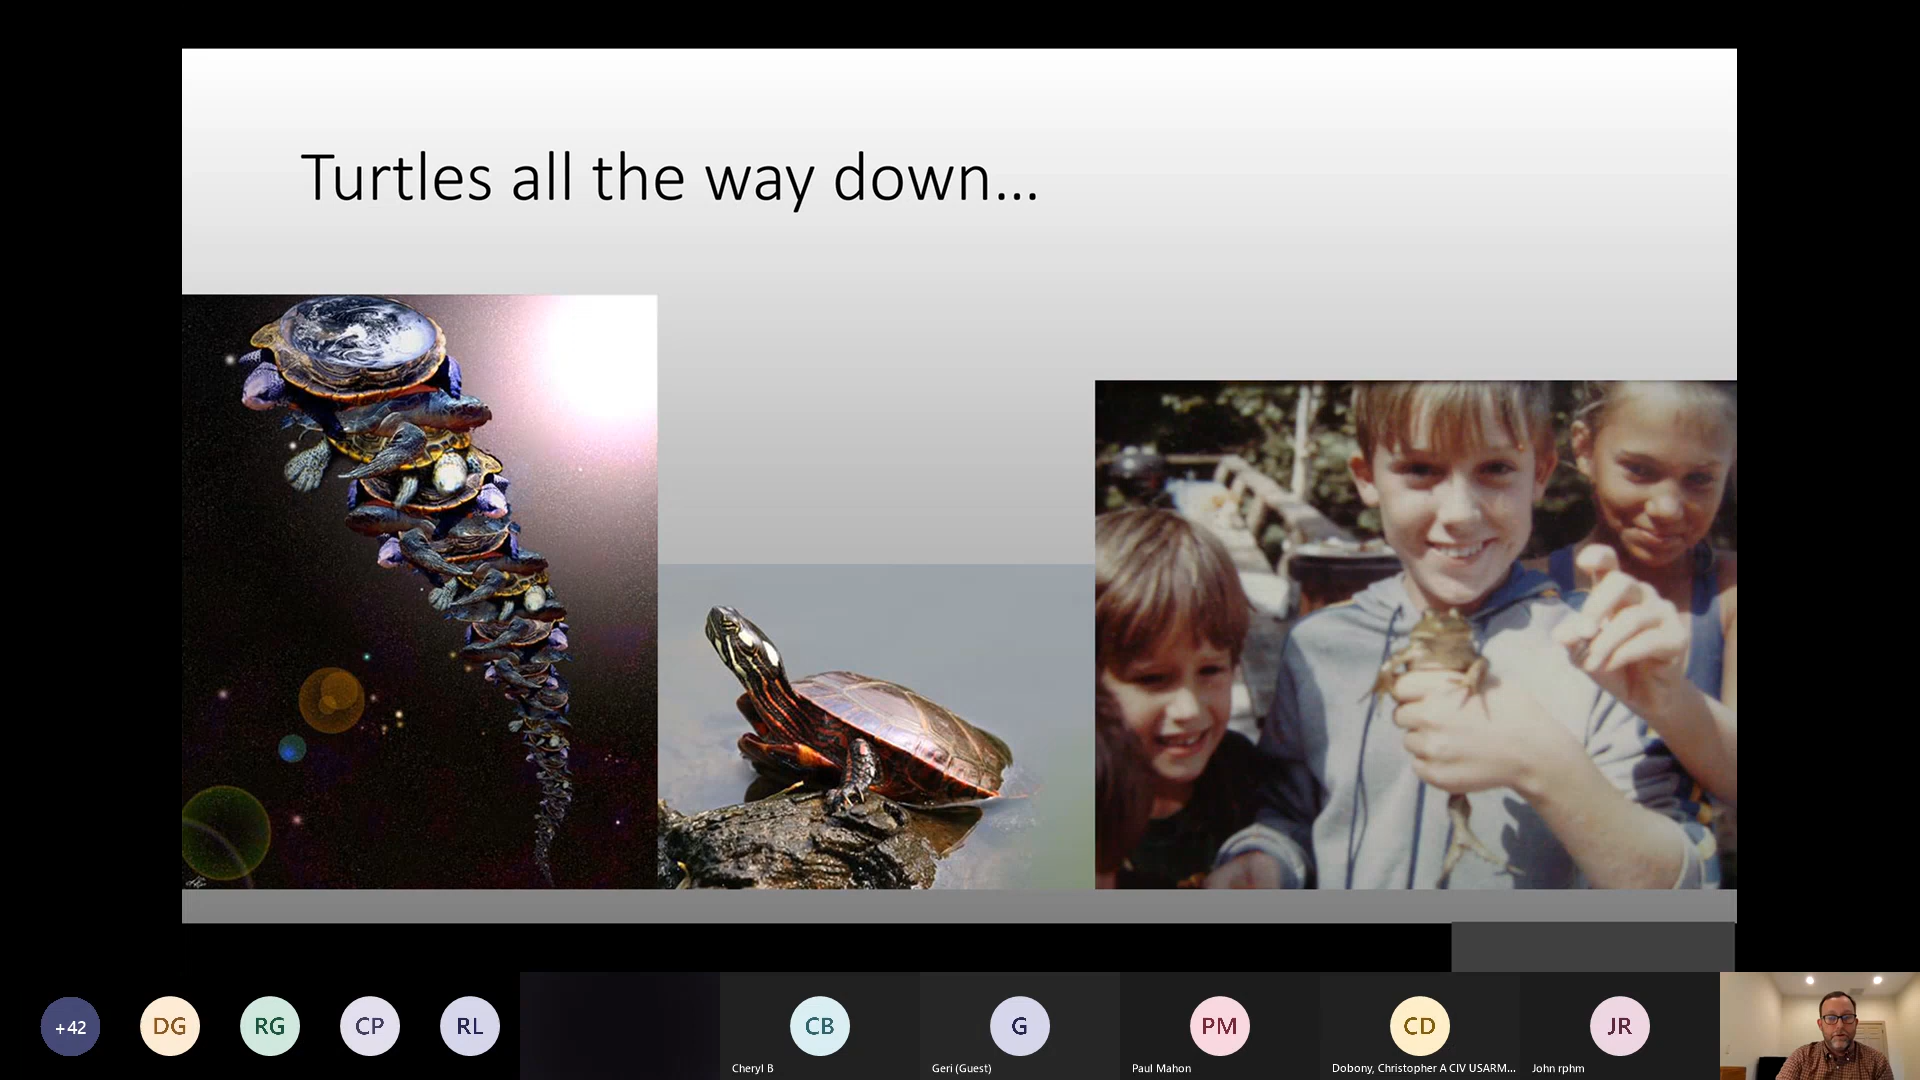 Turtles all the way down...
+42
DG
RG
CP
RL
CB
Cheryl B
G
Geri (Guest)
PM
Paul Mahon
CD
Dobony, Christopher A CIV USARM...
JR
John rphm